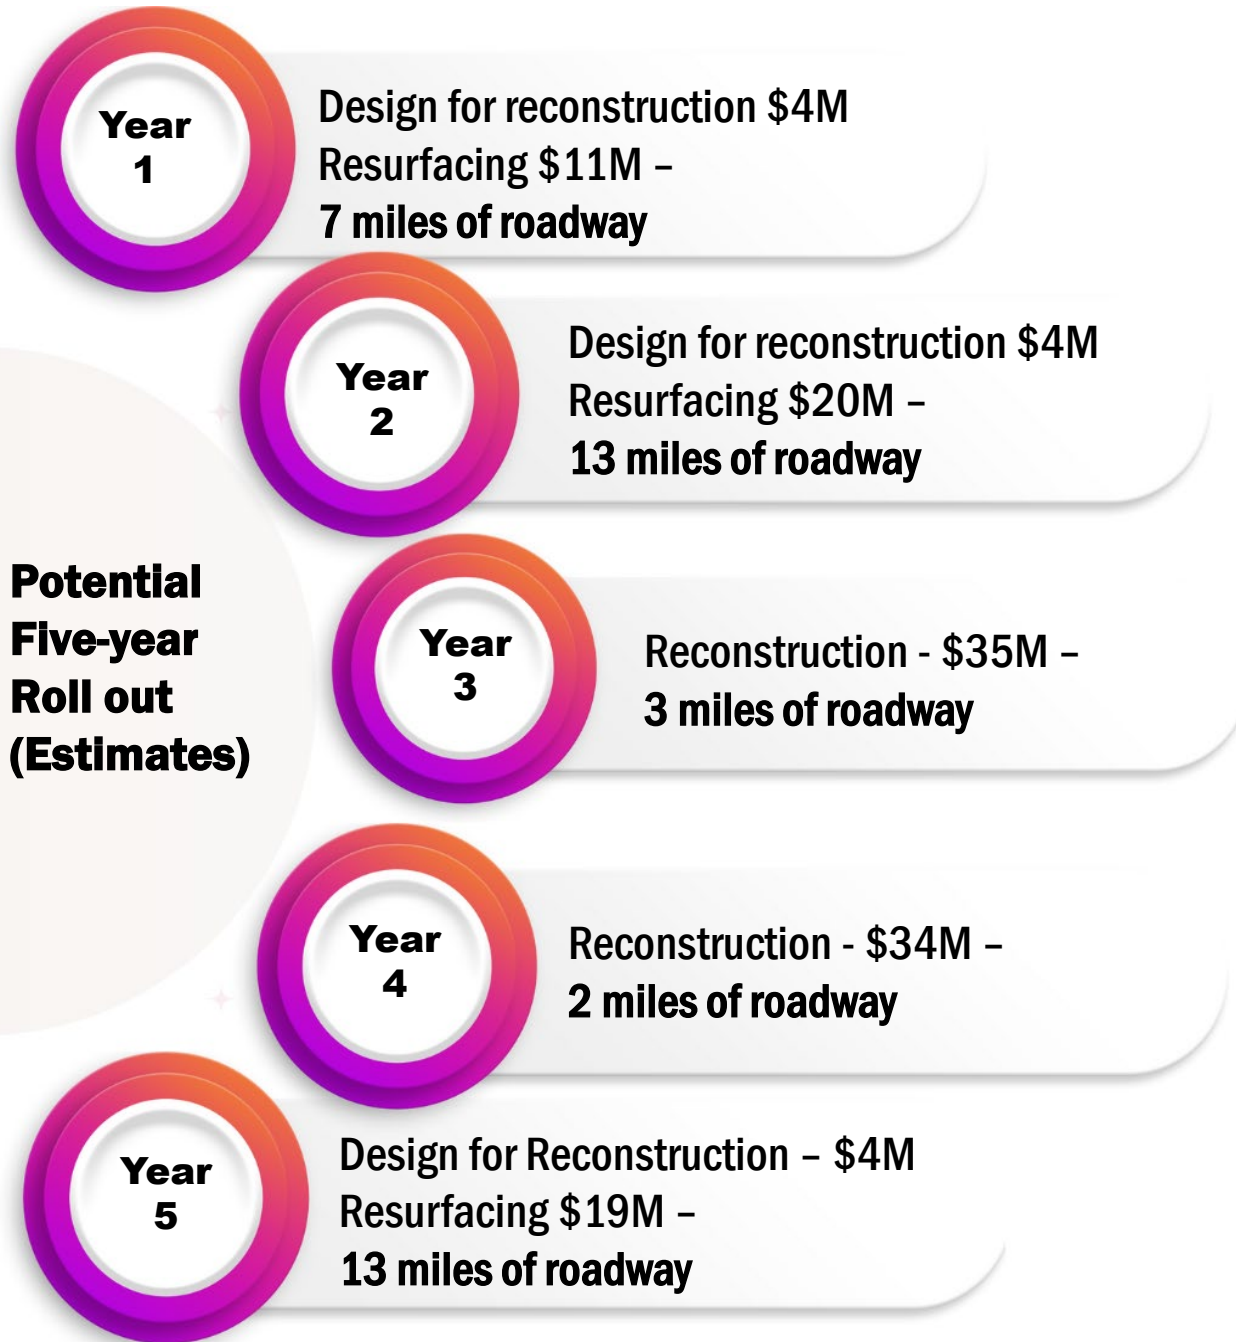 Year
1
Design for reconstruction $4M
Resurfacing $11M –
7 miles of roadway
Year
2
Design for reconstruction $4M
Resurfacing $20M –
13 miles of roadway
Potential
Five-year
Roll out
(Estimates)
Year
3
Reconstruction - $35M –
3 miles of roadway
Year
4
Reconstruction - $34M –
2 miles of roadway
Year
5
Design for Reconstruction – $4M
Resurfacing $19M –
13 miles of roadway